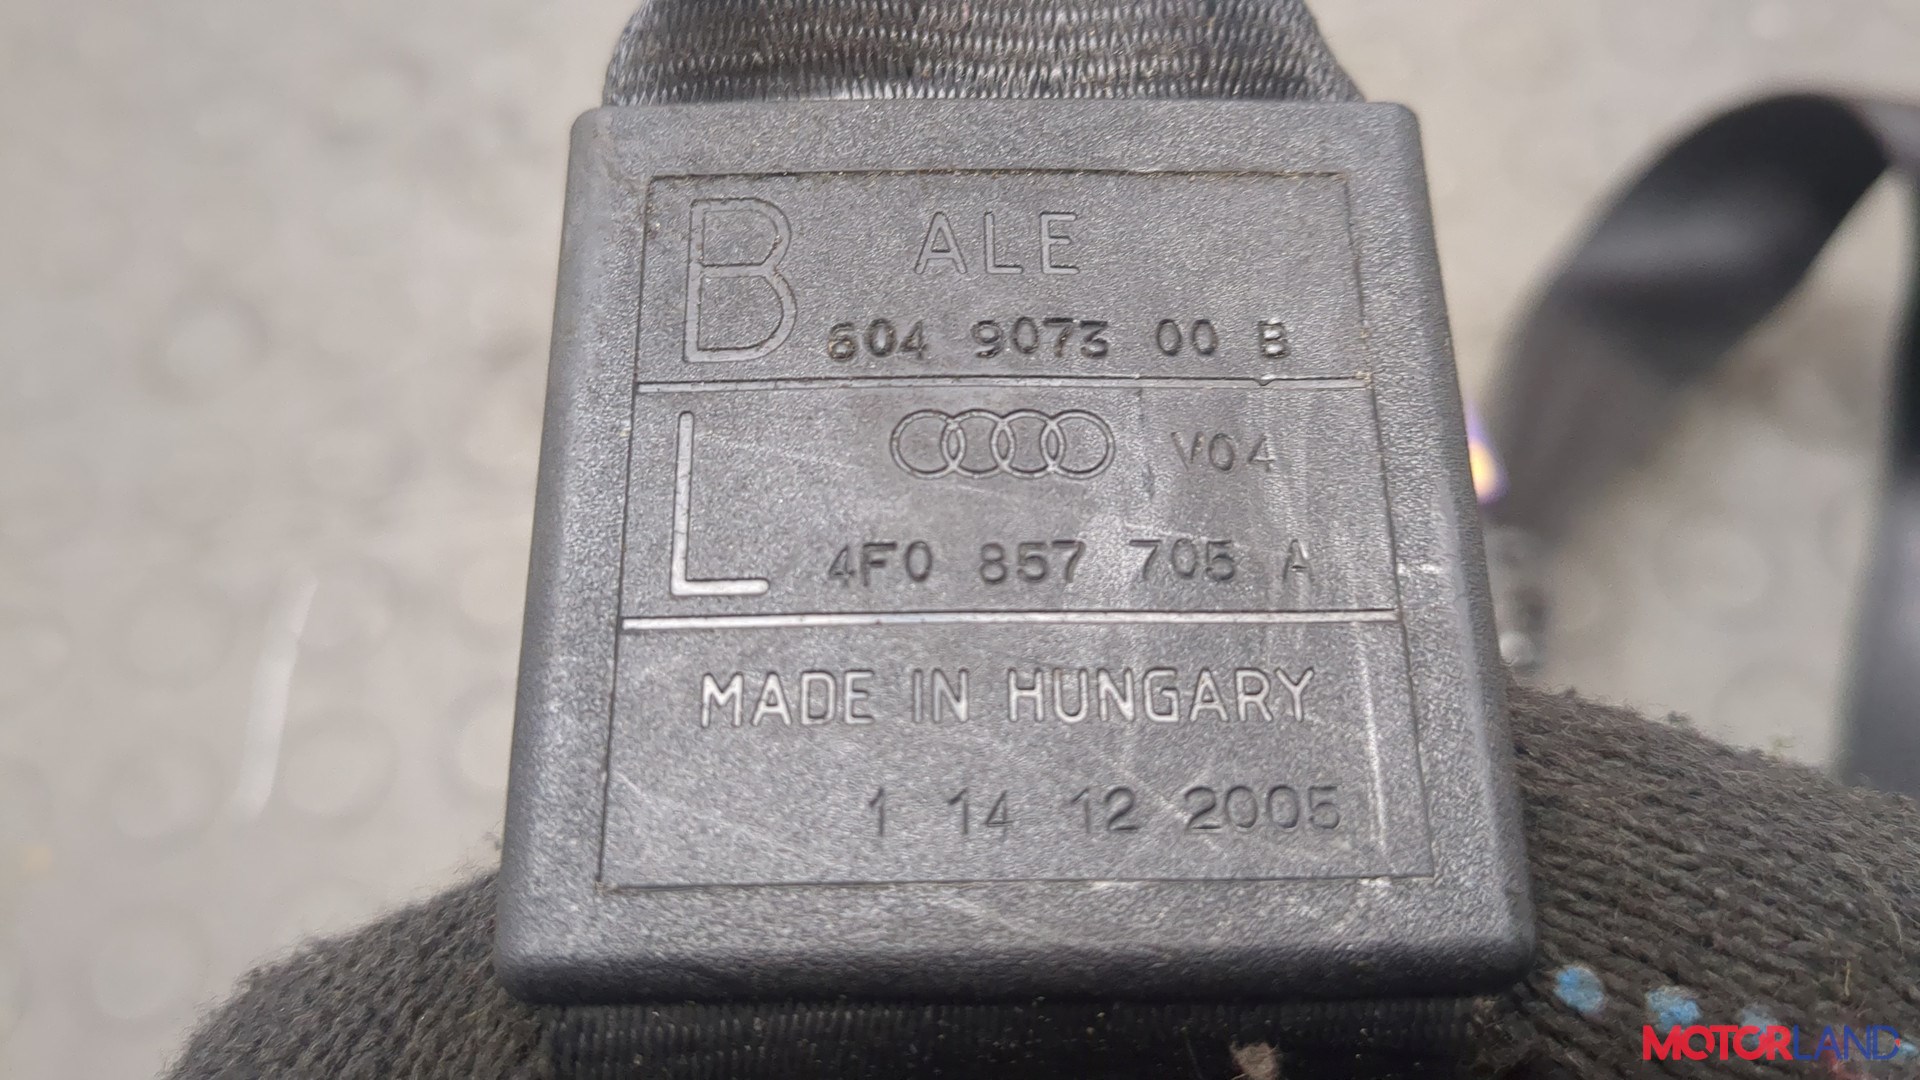 B ALE
604 9073 00 B
L V04
4F0 857 705 A
MADE IN HUNGARY
1 14 12 2005
MOTORLAND